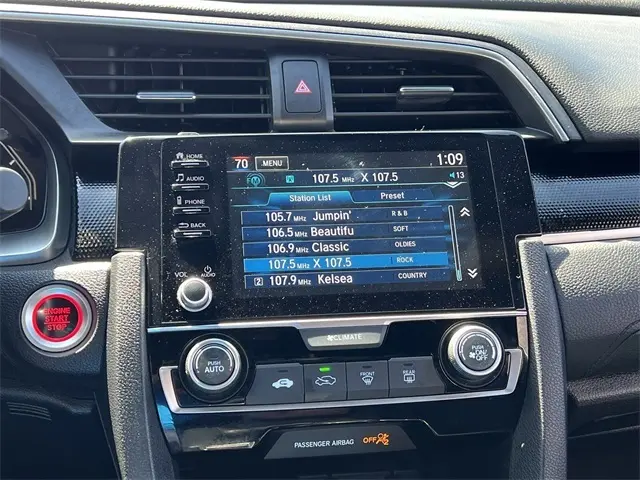 HOME
AUDIO
PHONE
BACK
VOL AUDIO
70 MENU 1:09
FM 107.5 MHz X 107.5 13
Station List Preset
105.7 MHz Jumpin' R & B
106.5 MHz Beautifu SOFT
106.9 MHz Classic OLDIES
107.5 MHz X 107.5 ROCK
2 107.9 MHz Kelsea COUNTRY
ENGINE
START
STOP
CLIMATE
PUSH
AUTO
FRONT
REAR
PUSH
ON/
OFF
PASSENGER AIRBAG OFF